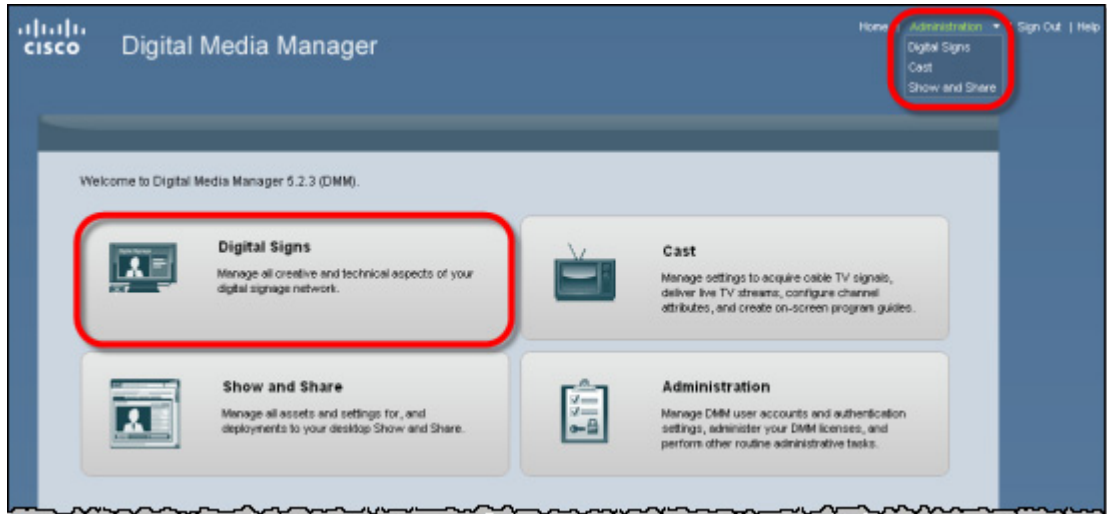 Home | Administration ▼ | Sign Out | Help
CISCO
Digital Media Manager
Digital Signs
Cast
Show and Share
Welcome to Digital Media Manager 5.2.3 (DMM).
Digital Signs
Manage all creative and technical aspects of your
digital signage network.
Cast
Manage settings to acquire cable TV signals,
deliver live TV streams, configure channel
attributes, and create on-screen program guides.
Show and Share
Manage all assets and settings for, and
deployments to your desktop Show and Share.
Administration
Manage DMM user accounts and authentication
settings, administer your DMM licenses, and
perform other routine administrative tasks.